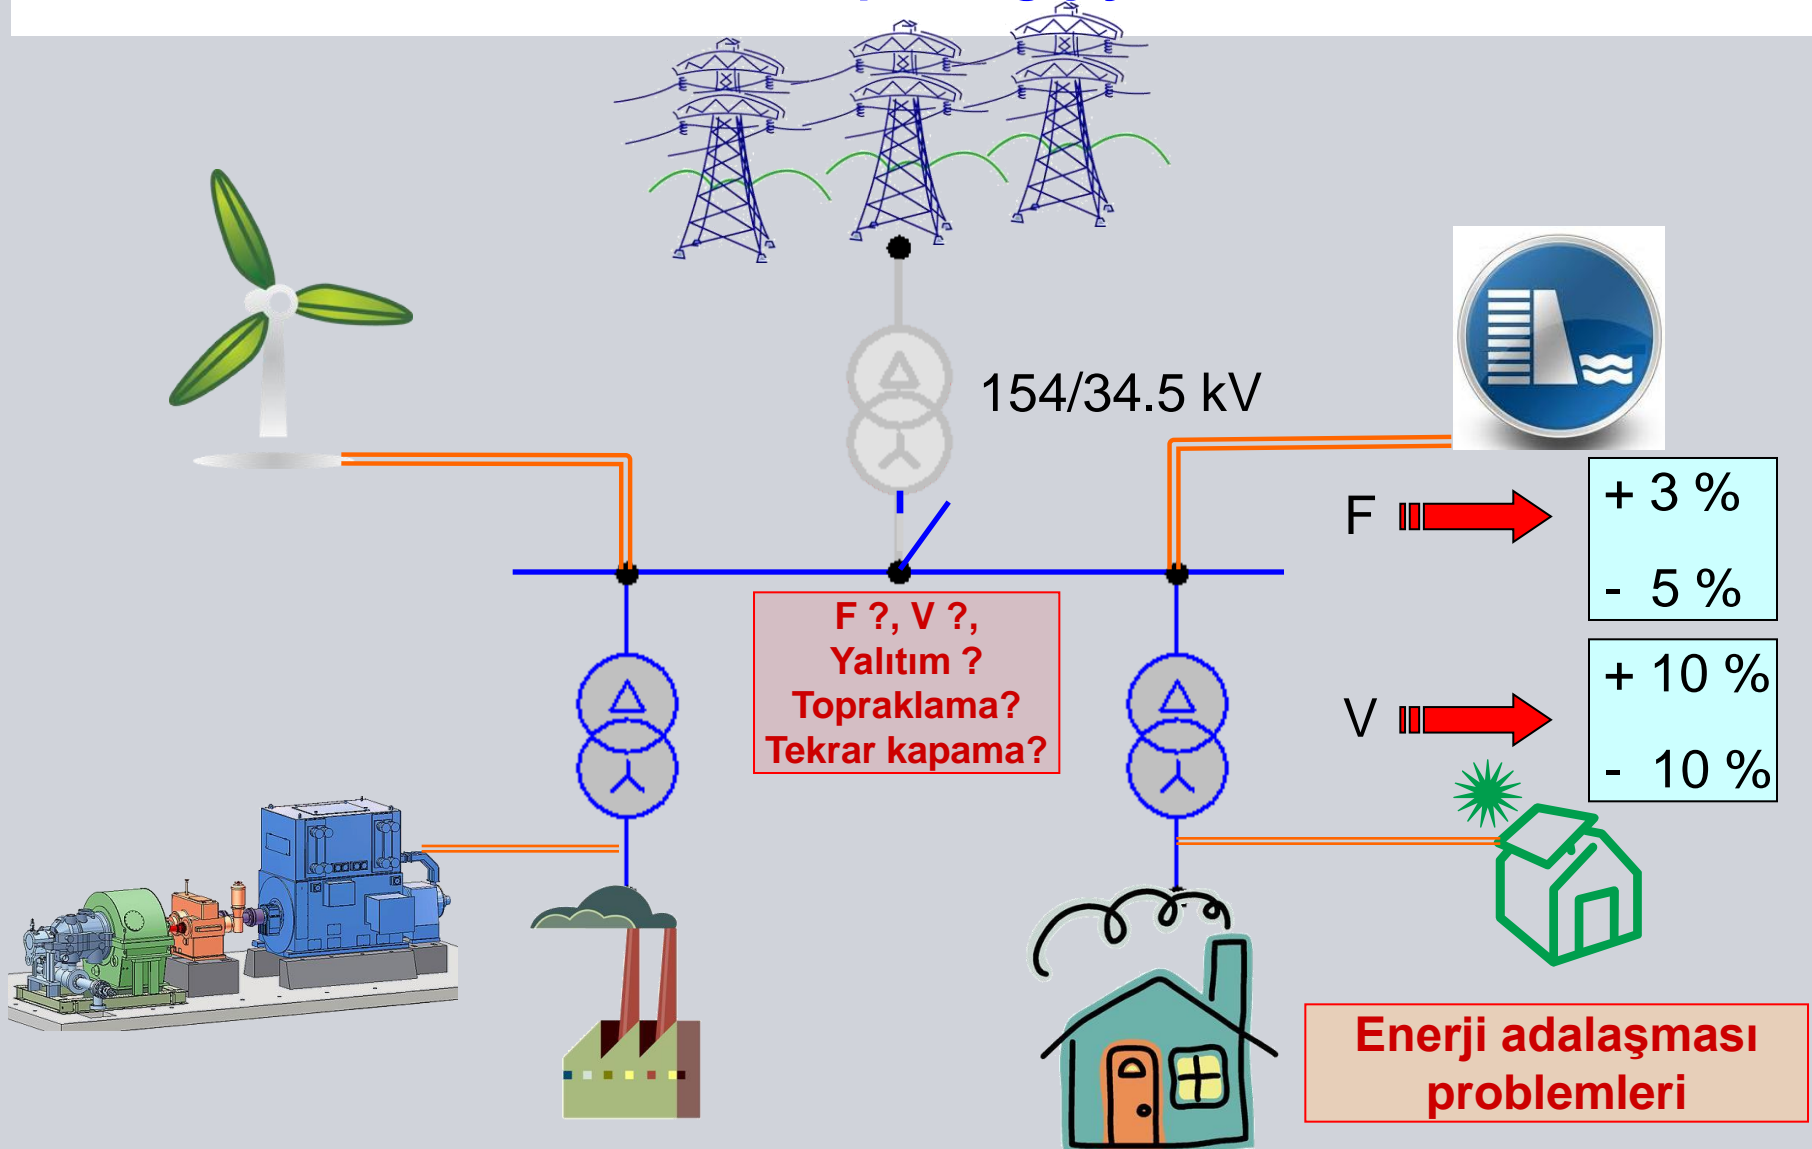 154/34.5 kV
F
+ 3 %
- 5 %
F ?, V ?,
Yalıtım ?
Topraklama?
Tekrar kapama?
V
+ 10 %
- 10 %
Enerji adalaşması
problemleri